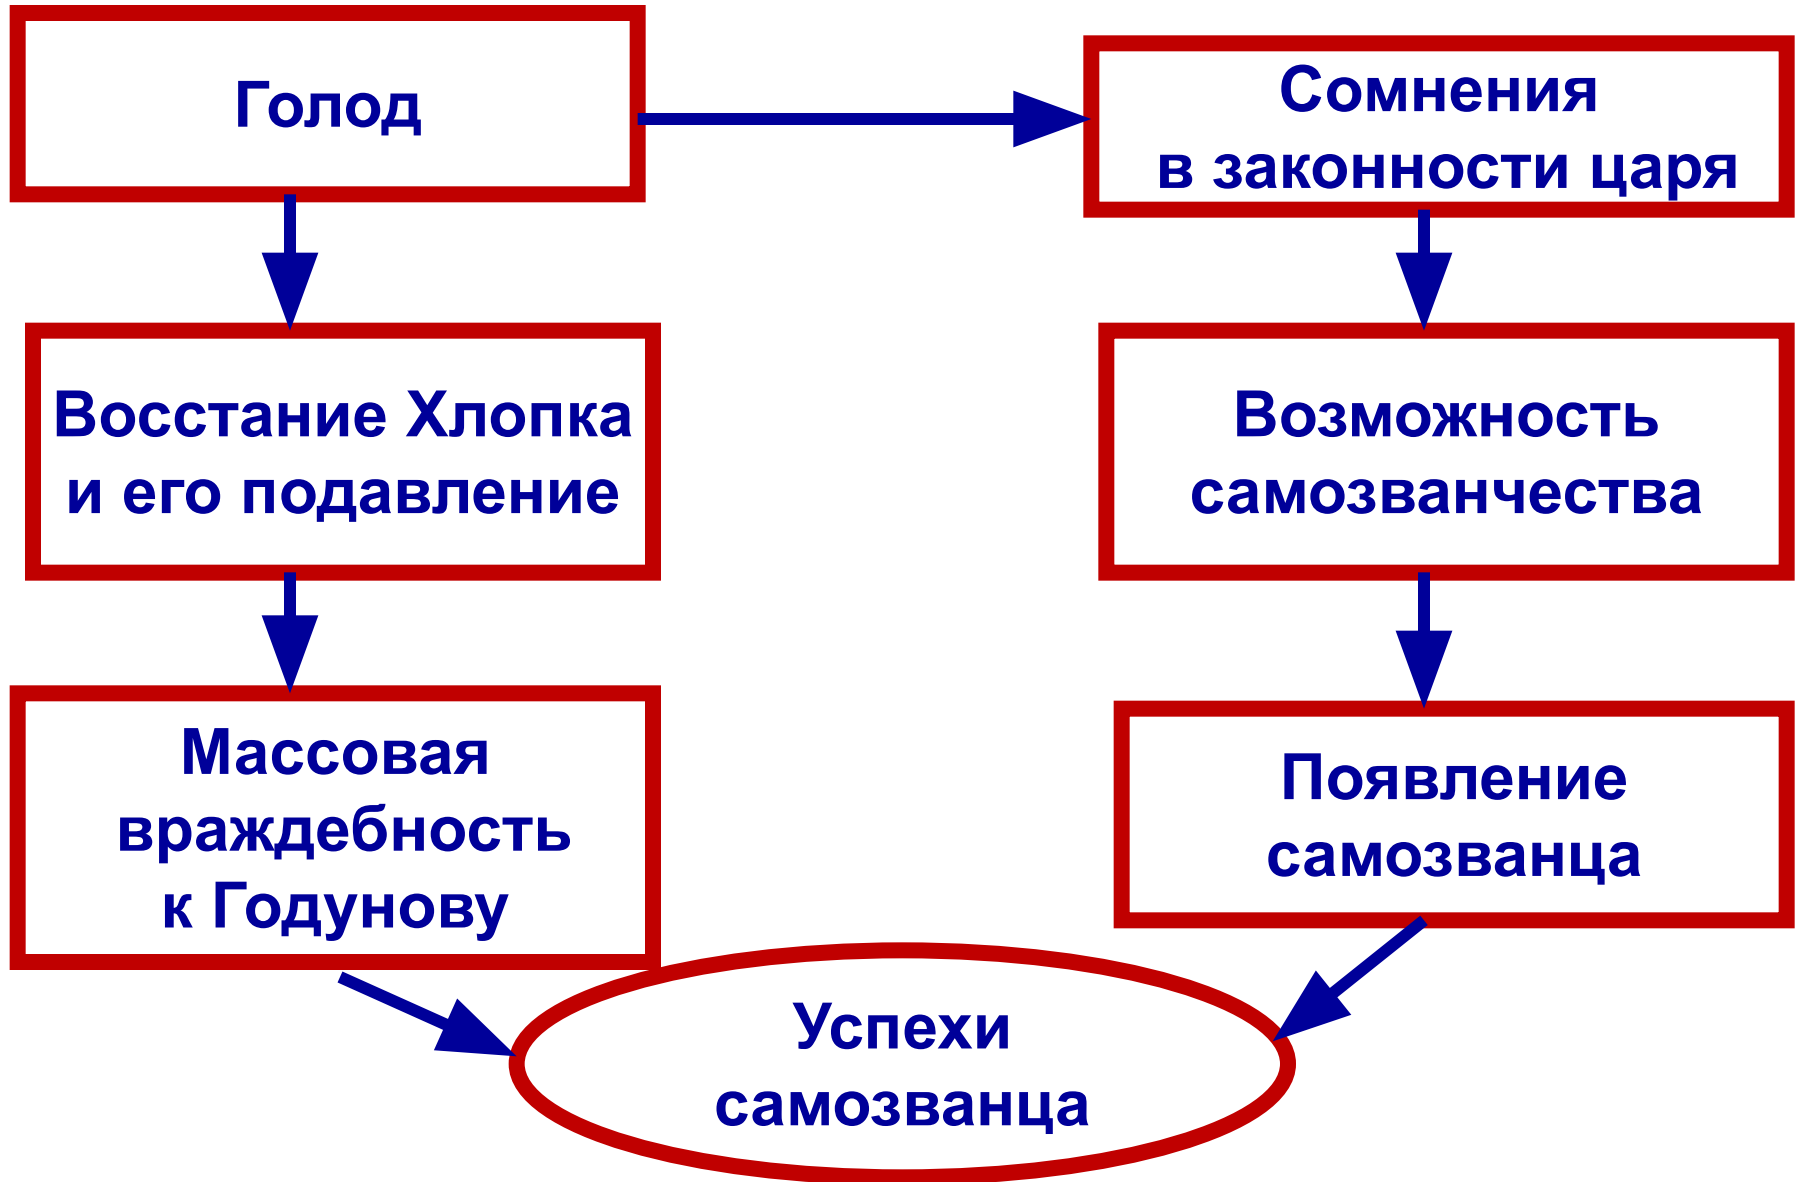 Голод
Сомнения
в законности царя
Восстание Хлопка
и его подавление
Возможность
самозванчества
Массовая
враждебность
к Годунову
Появление
самозванца
Успехи
самозванца